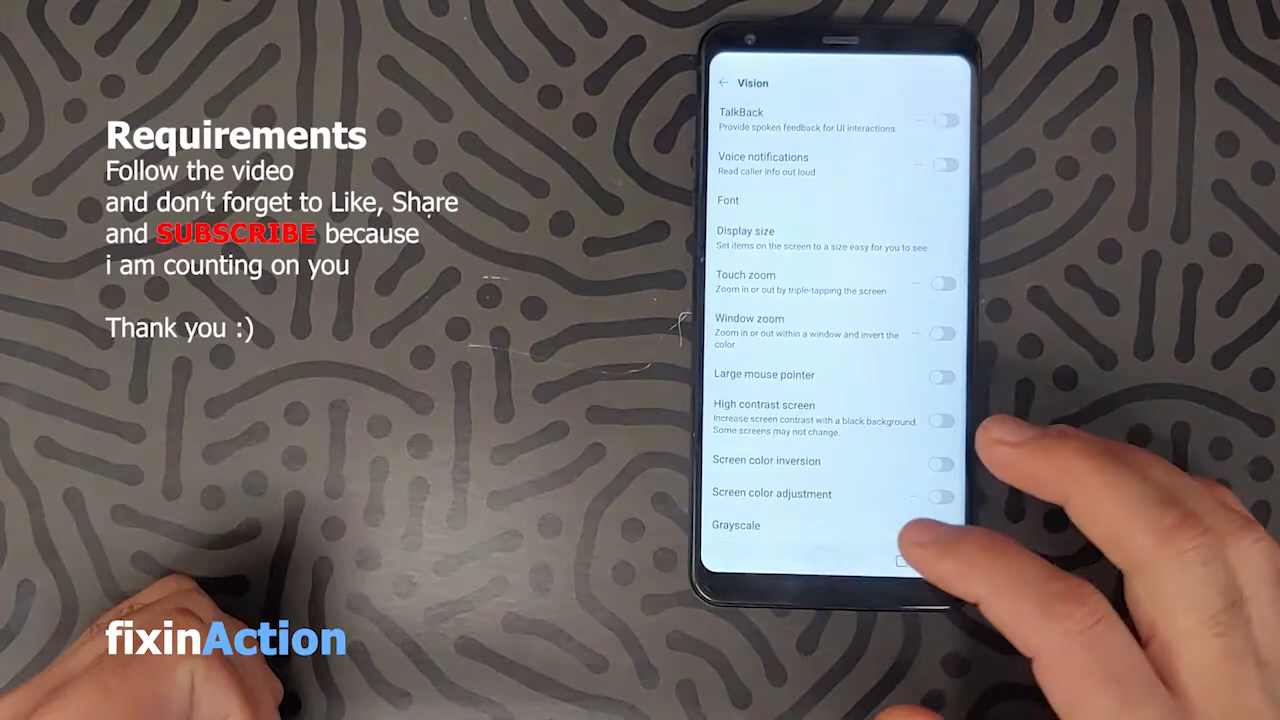 Requirements
Follow the video
and don't forget to Like, Share
and SUBSCRIBE because
i am counting on you
Thank you :)
fixinAction
Vision
TalkBack
Provide spoken feedback for UI interactions
Voice notifications
Read caller info out loud
Font
Display size
Set items on the screen to a size easy for you to see
Touch zoom
Zoom in or out by triple-tapping the screen
Window zoom
Zoom in or out within a window and invert the
color
Large mouse pointer
High contrast screen
Increase screen contrast with a black background.
Some screens may not change.
Screen color inversion
Screen color adjustment
Grayscale